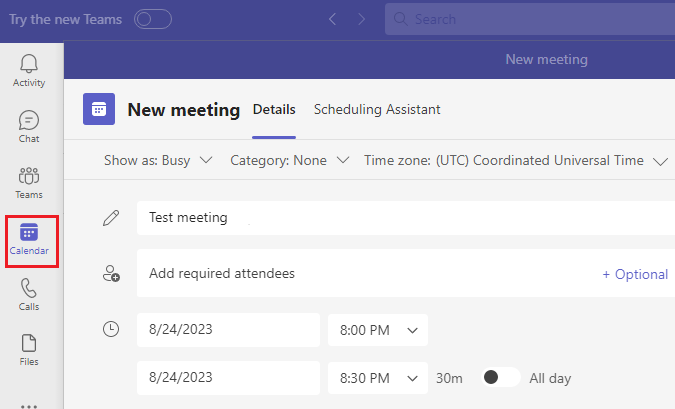 Try the new Teams
Search
New meeting
Activity
Chat
Teams
Calendar
Calls
Files
New meeting Details Scheduling Assistant
Show as: Busy Category: None Time zone: (UTC) Coordinated Universal Time
Test meeting
Add required attendees + Optional
8/24/2023 8:00 PM
8/24/2023 8:30 PM 30m All day